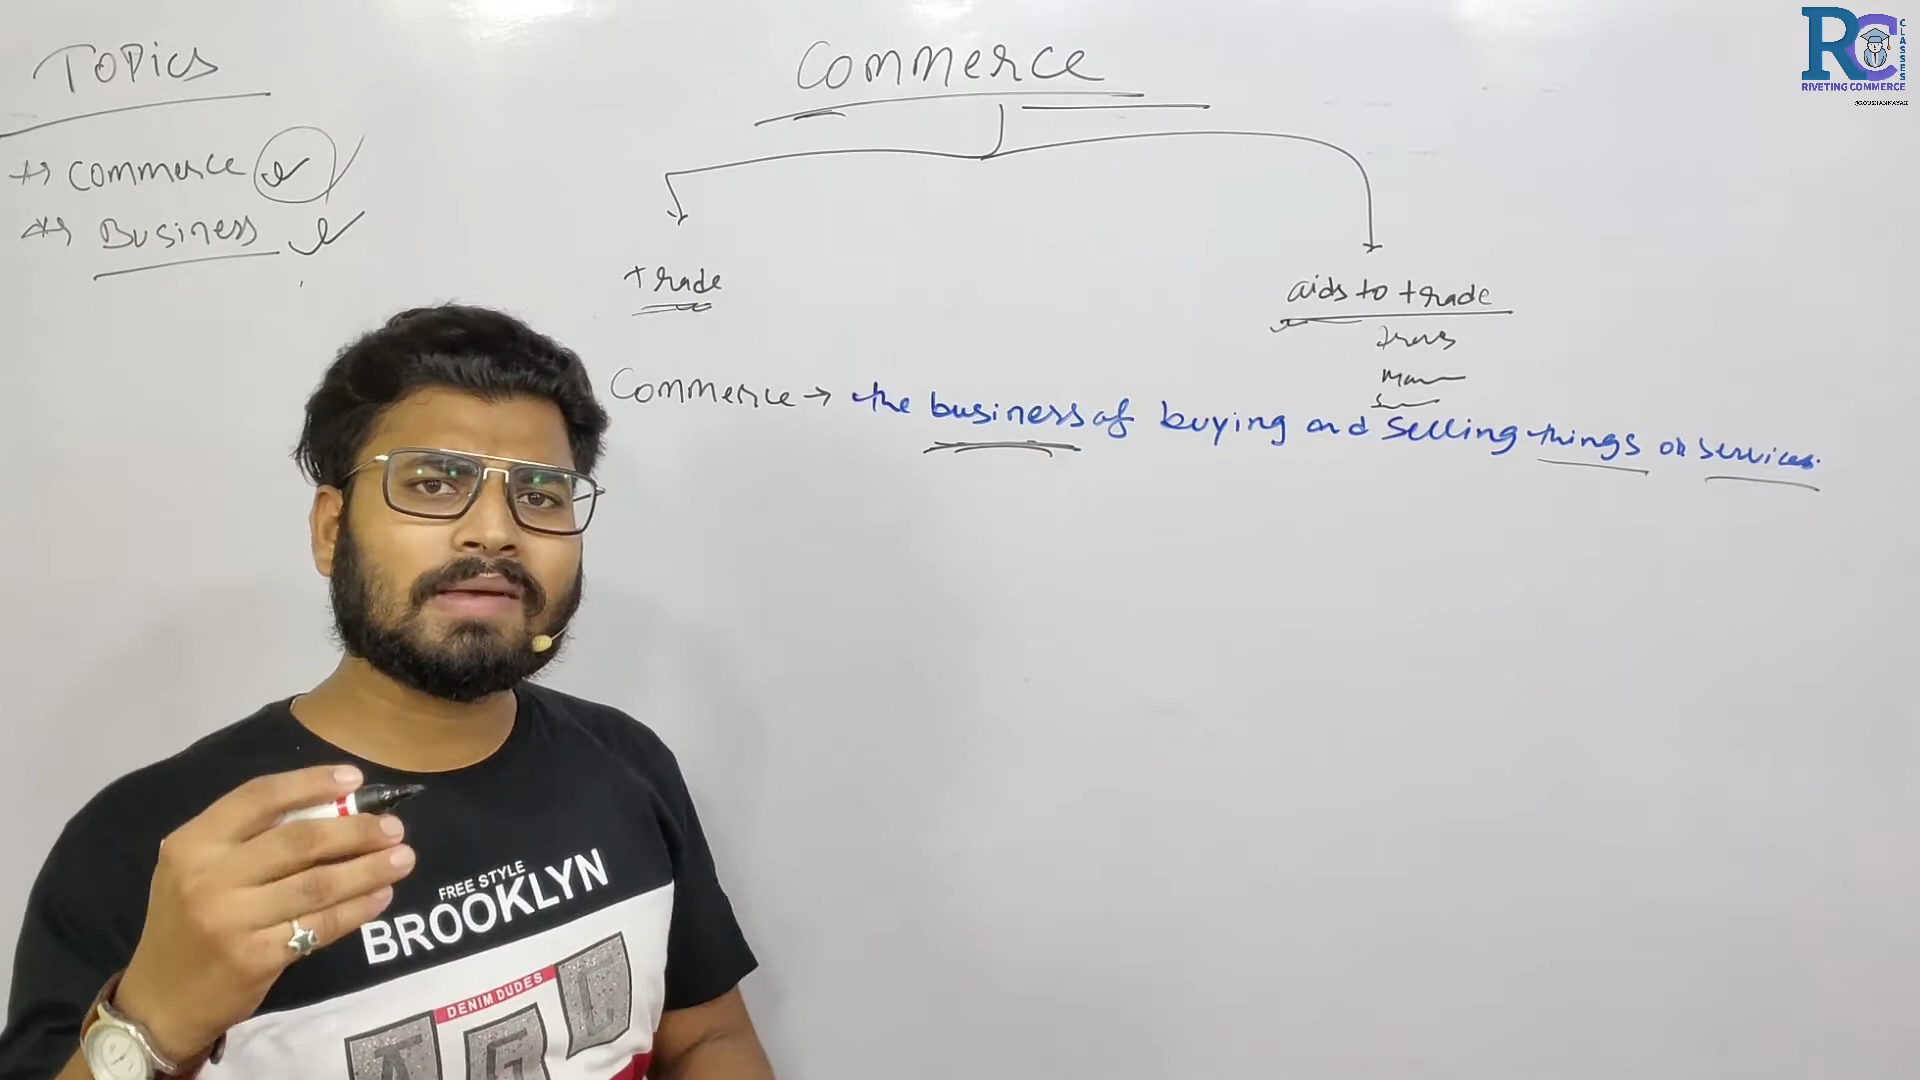 Topics
Commerce
Business
Commerce
trade
aids to trade
trans
Commerce → the business of buying and selling things or services.
RC CLASSES
RIVETING COMMERCE
FREE STYLE
BROOKLYN
DENIM DUDES